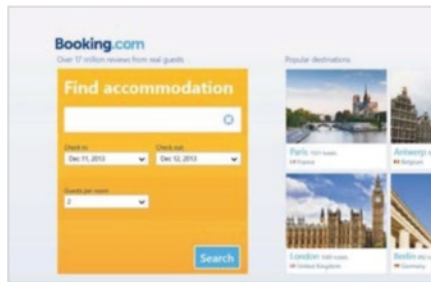 Booking.com
Over 17 million reviews from real guests
Popular destinations
Find accommodation
Check in
Check out
Dec 11, 2013
Dec 12, 2013
Guests per room
2
Search
Paris
France
Antwerp
Belgium
London
United Kingdom
Berlin
Germany